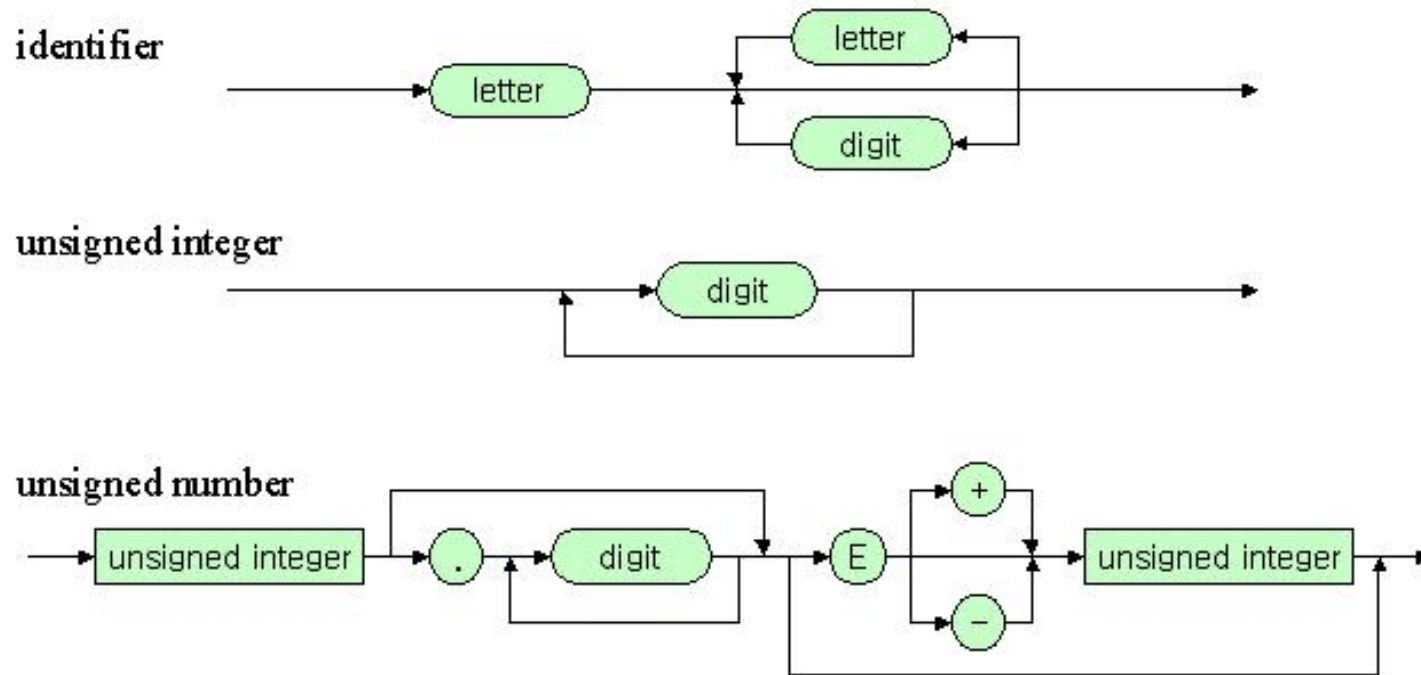 identifier
letter
letter
digit
unsigned integer
digit
unsigned number
+
unsigned integer . digit E unsigned integer
−